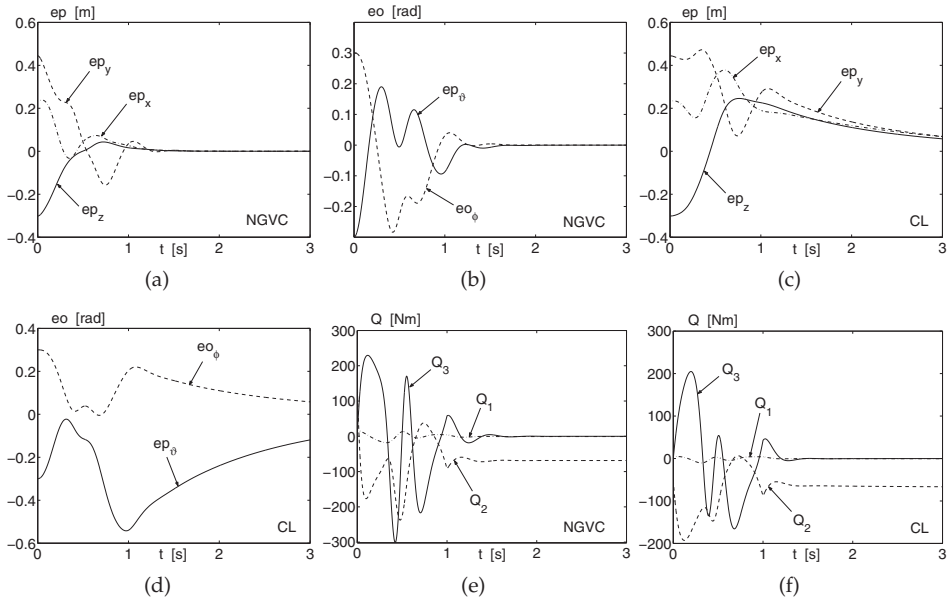 ep [m]
0.6
0.4
0.2
0
−0.2
−0.4
0
1
2
3
t [s]
ep_y
ep_x
ep_z
NGVC
(a)
eo [rad]
0.4
0.3
0.2
0.1
0
−0.1
−0.2
0.3
0
1
2
3
t [s]
ep_ϑ
eo_ϕ
NGVC
(b)
ep [m]
0.6
0.4
0.2
0
−0.2
−0.4
0
1
2
3
t [s]
ep_x
ep_y
ep_z
CL
(c)
eo [rad]
0.4
0.2
0
−0.2
−0.4
−0.6
0
1
2
3
t [s]
eo_ϕ
ep_ϑ
CL
(d)
Q [Nm]
300
200
100
0
−100
−200
−300
0
1
2
3
t [s]
Q_3
Q_1
Q_2
NGVC
(e)
Q [Nm]
300
200
100
0
−100
−200
0
1
2
3
t [s]
Q_3
Q_1
Q_2
CL
(f)